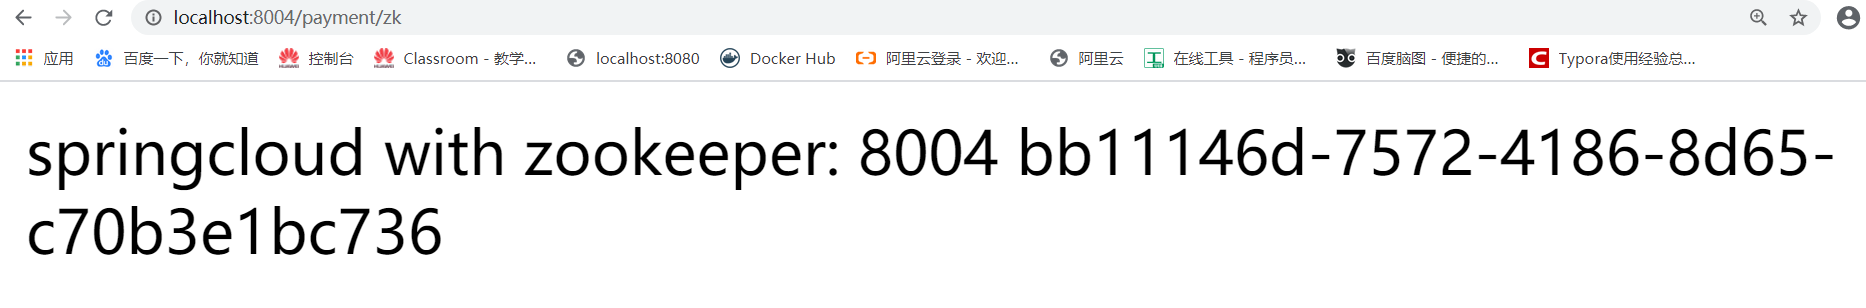 localhost:8004/payment/zk
应用 百度一下，你就知道 控制台 Classroom - 教学... localhost:8080 Docker Hub 阿里云登录 - 欢迎... 阿里云 在线工具 - 程序员... 百度脑图 - 便捷的... Typora使用经验总...
springcloud with zookeeper: 8004 bb11146d-7572-4186-8d65-
c70b3e1bc736